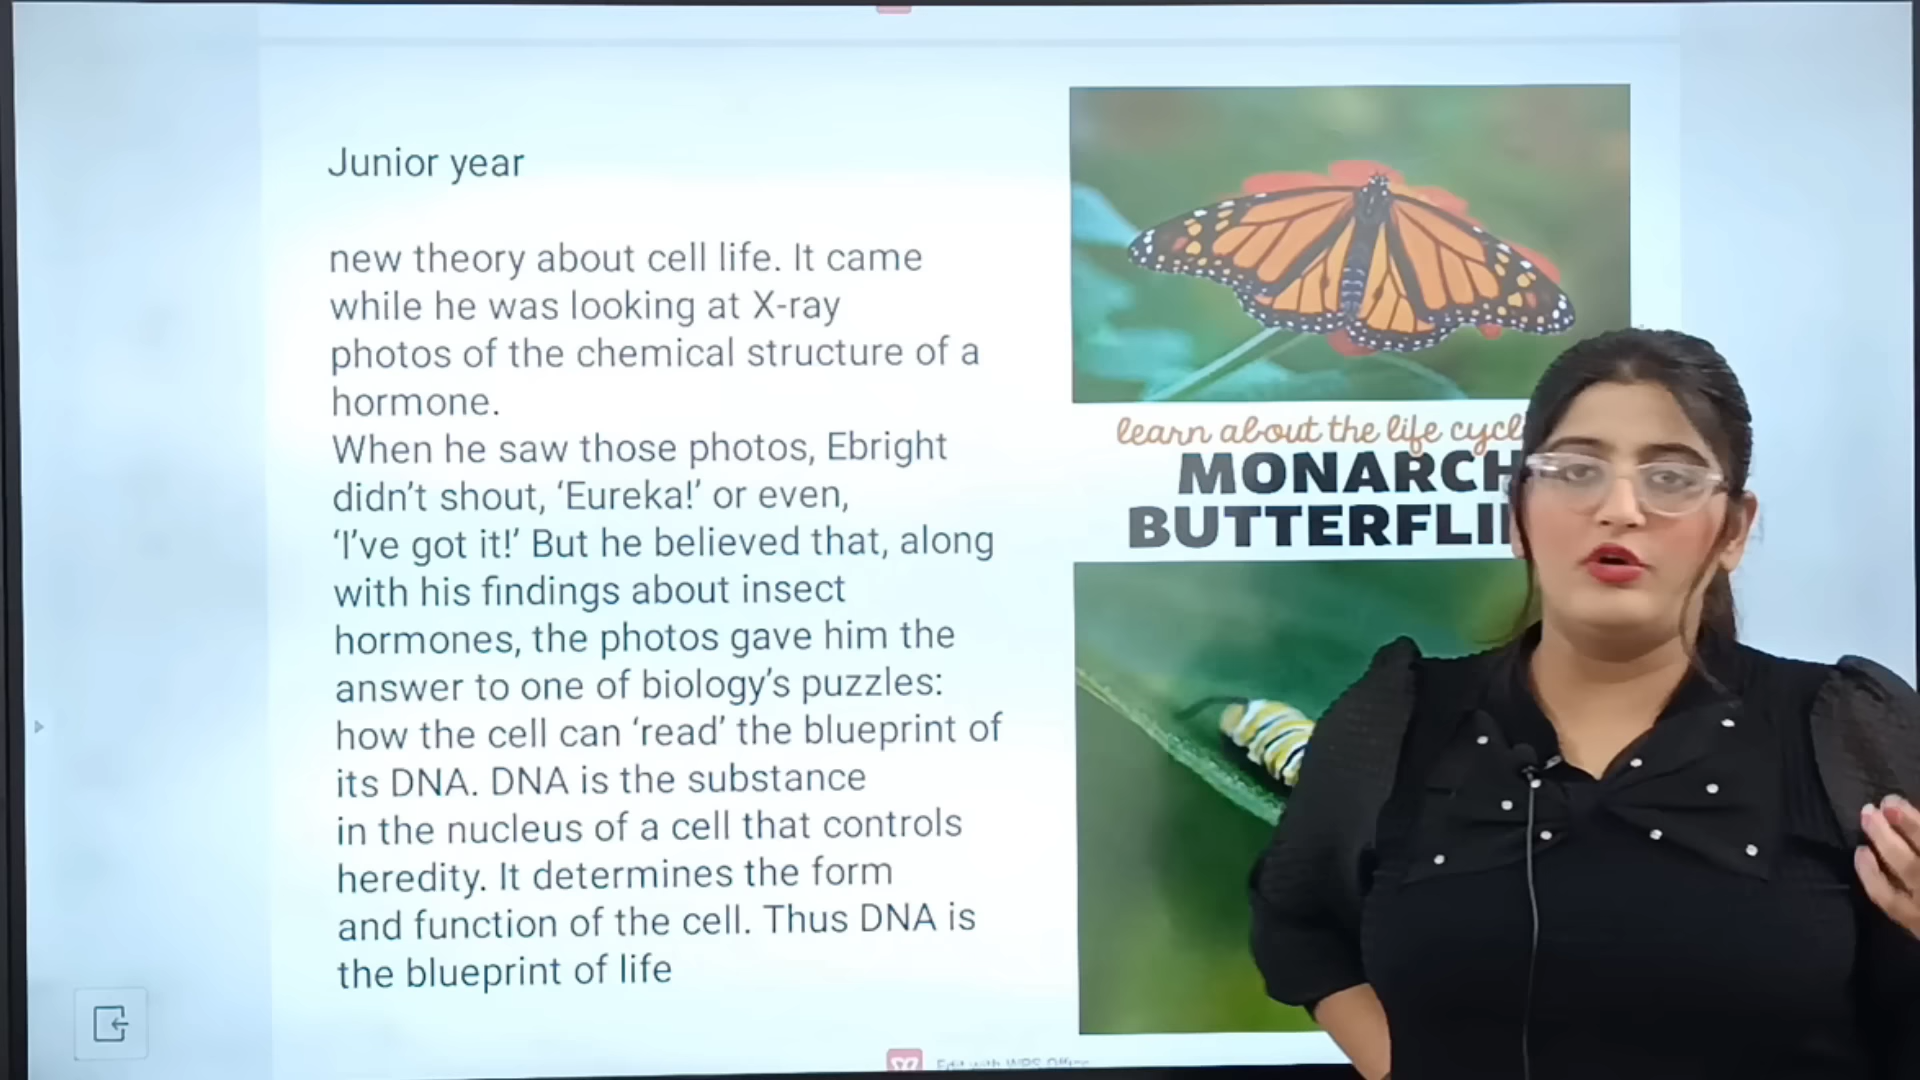 Junior year
new theory about cell life. It came
while he was looking at X-ray
photos of the chemical structure of a
hormone.
When he saw those photos, Ebright
didn't shout, ‘Eureka!’ or even,
‘I've got it!’ But he believed that, along
with his findings about insect
hormones, the photos gave him the
answer to one of biology's puzzles:
how the cell can ‘read’ the blueprint of
its DNA. DNA is the substance
in the nucleus of a cell that controls
heredity. It determines the form
and function of the cell. Thus DNA is
the blueprint of life
learn about the life
MONARCH
Edit with WPS Office